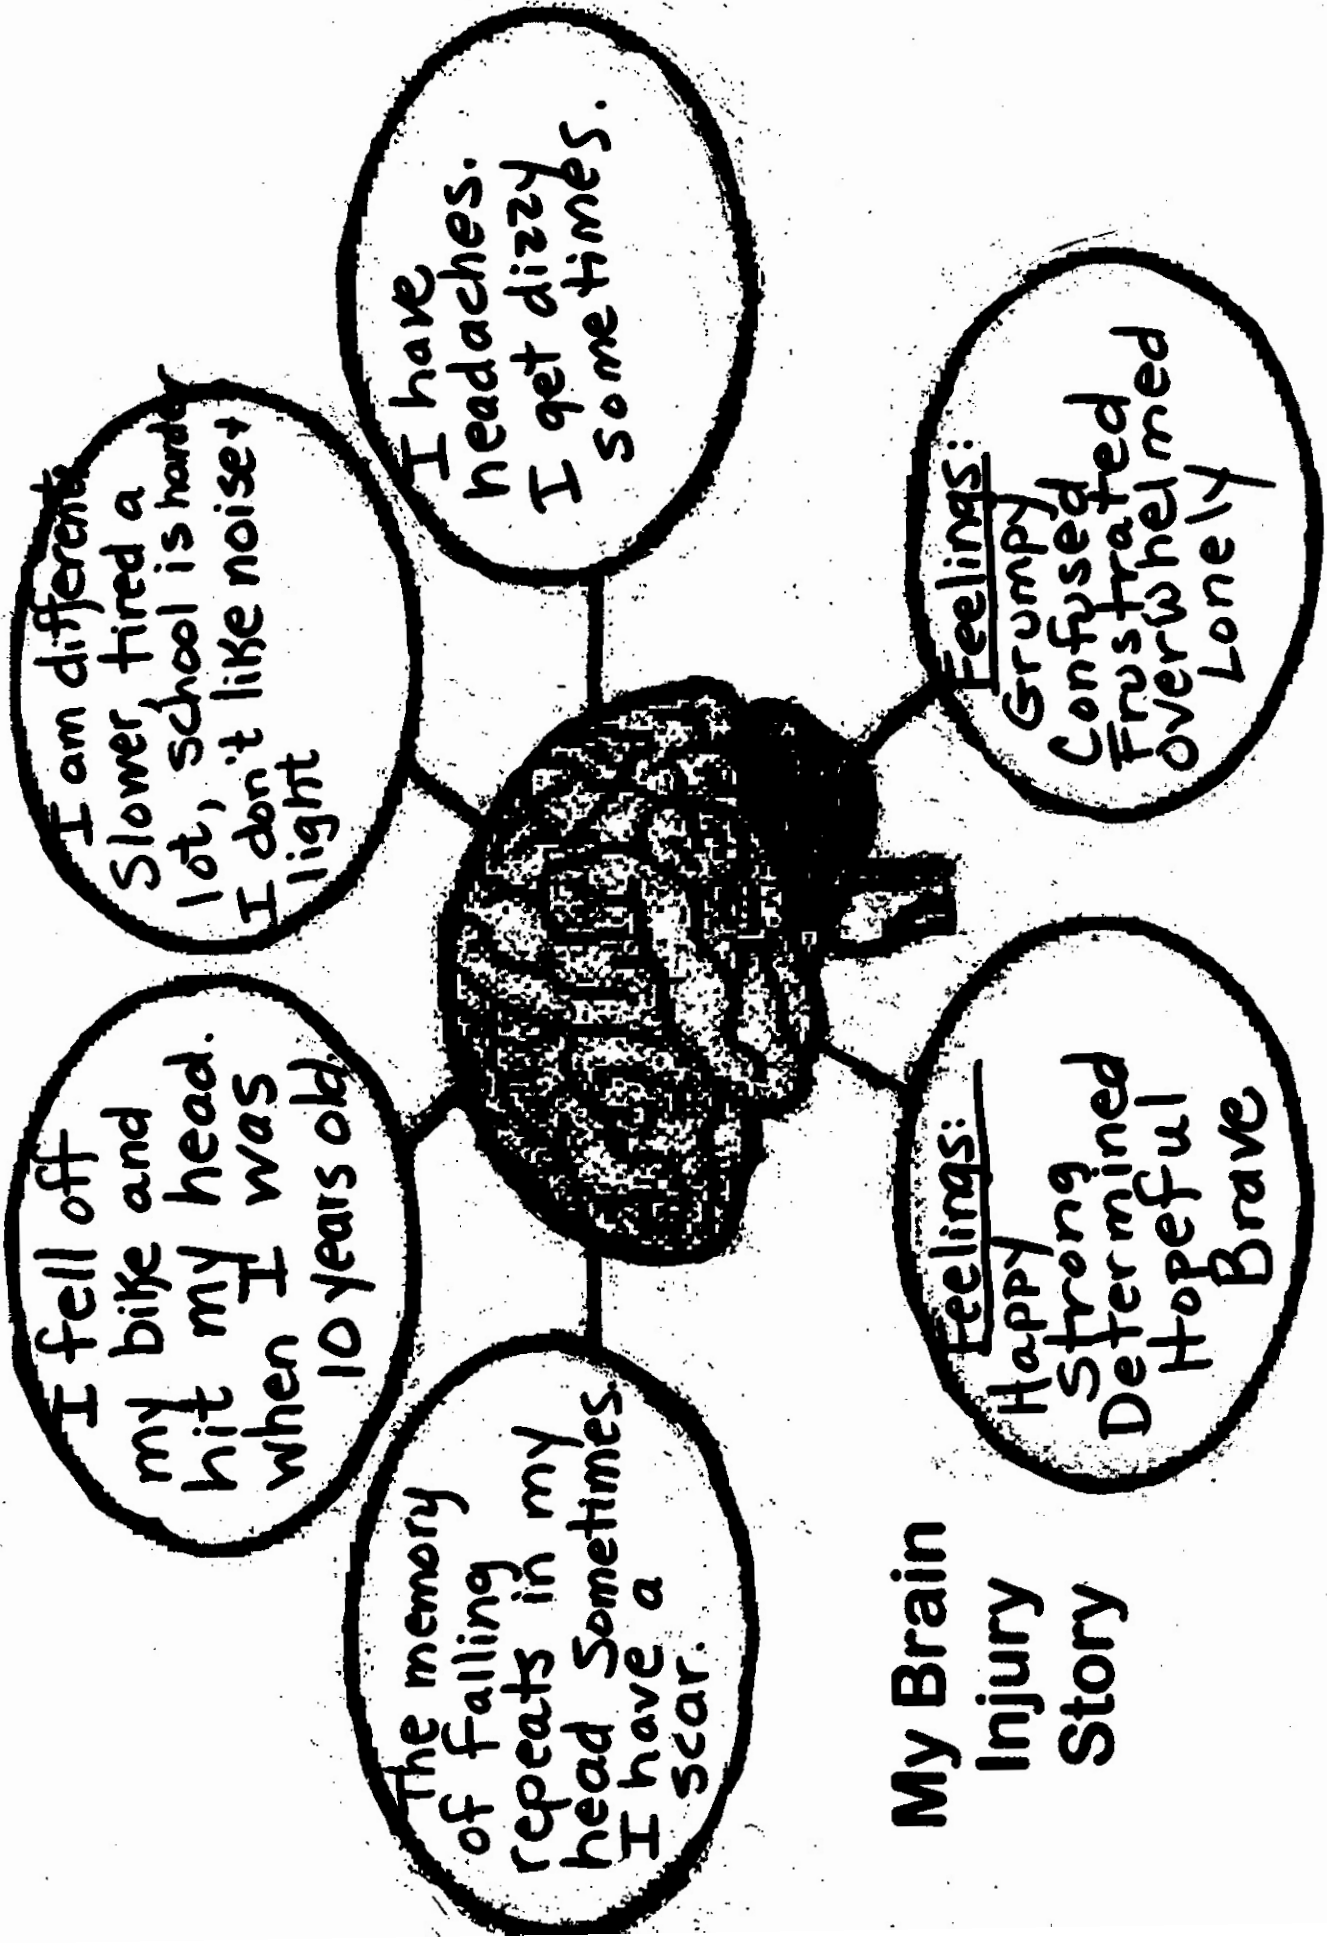 The memory
of falling
repeats in my
head sometimes.
I have a
scar.
I fell off
my bike and
hit my head.
when I was
10 years old.
I am different,
Slower, tired a
lot, school is harder
I don't like noise +
light
I have
headaches.
I get dizzy
sometimes.
My Brain
Injury
Story
Feelings:
Happy
Strong
Determined
Hopeful
Brave
Feelings:
Grumpy
Confused
Frustrated
Overwhelmed
Lonely